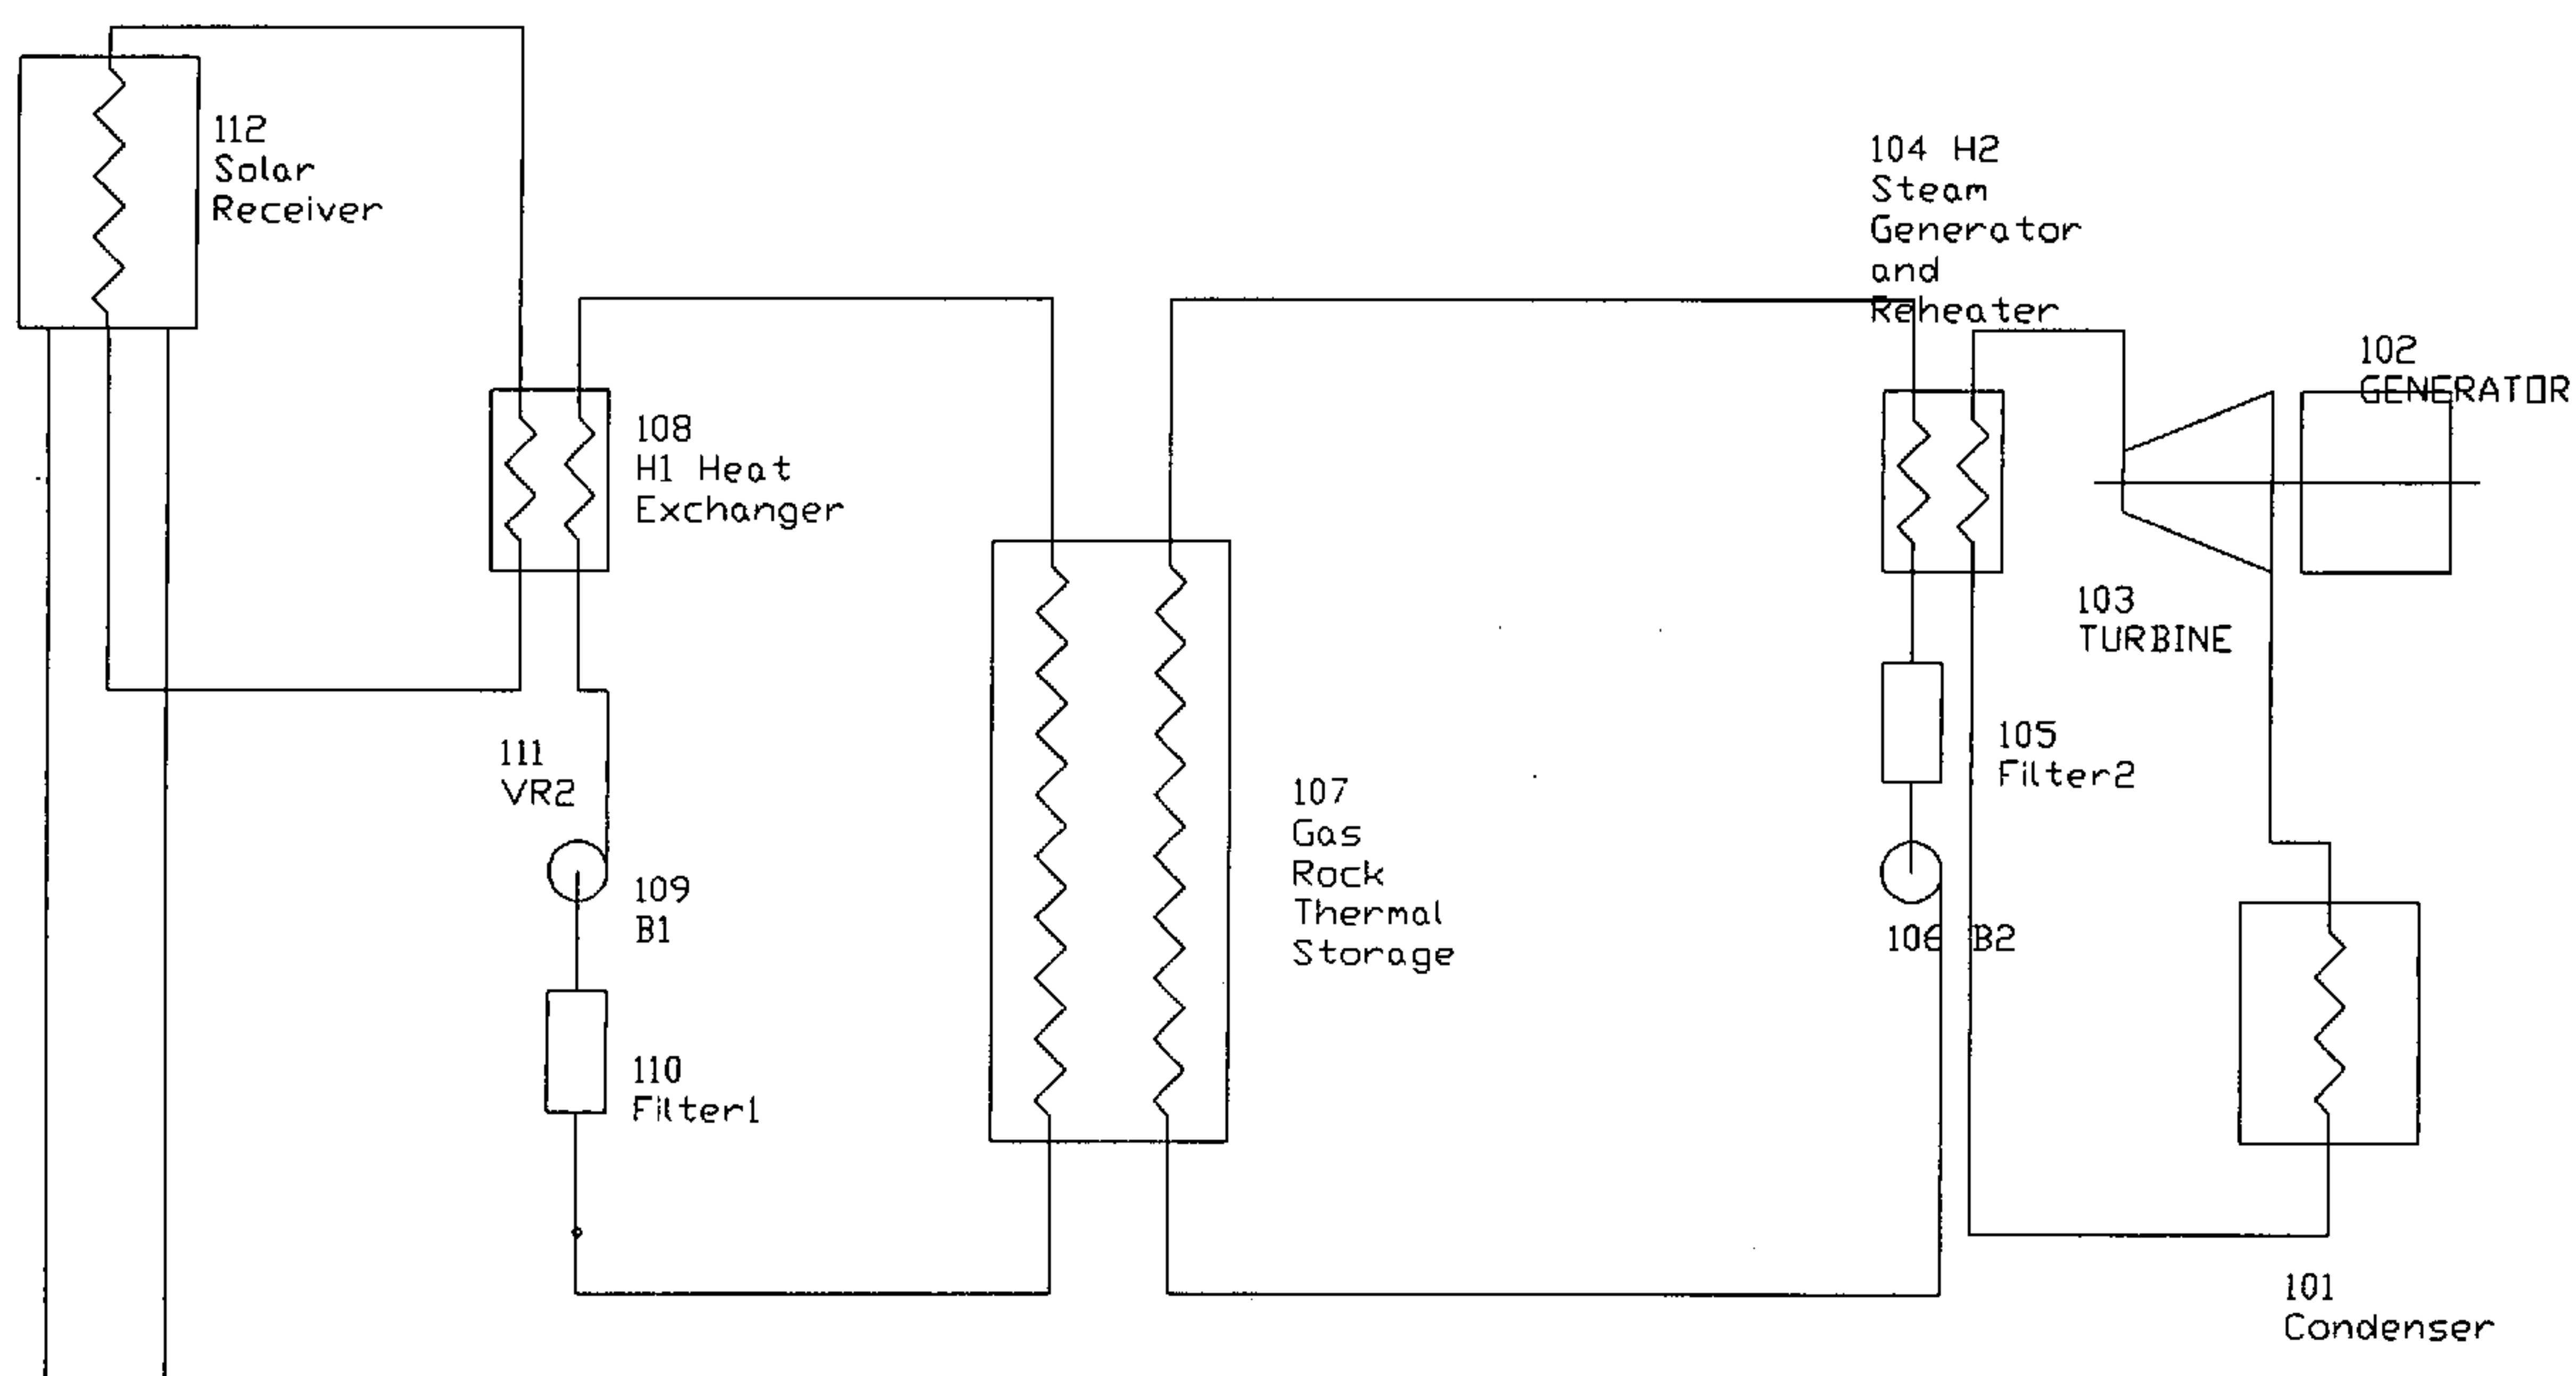 112
Solar
Receiver
104 H2
Steam
Generator
and
Reheater
102
GENERATOR
108
H1 Heat
Exchanger
103
TURBINE
111
VR2
105
Filter2
107
Gas
Rock
Thermal
Storage
109
B1
106 B2
110
Filter1
101
Condenser